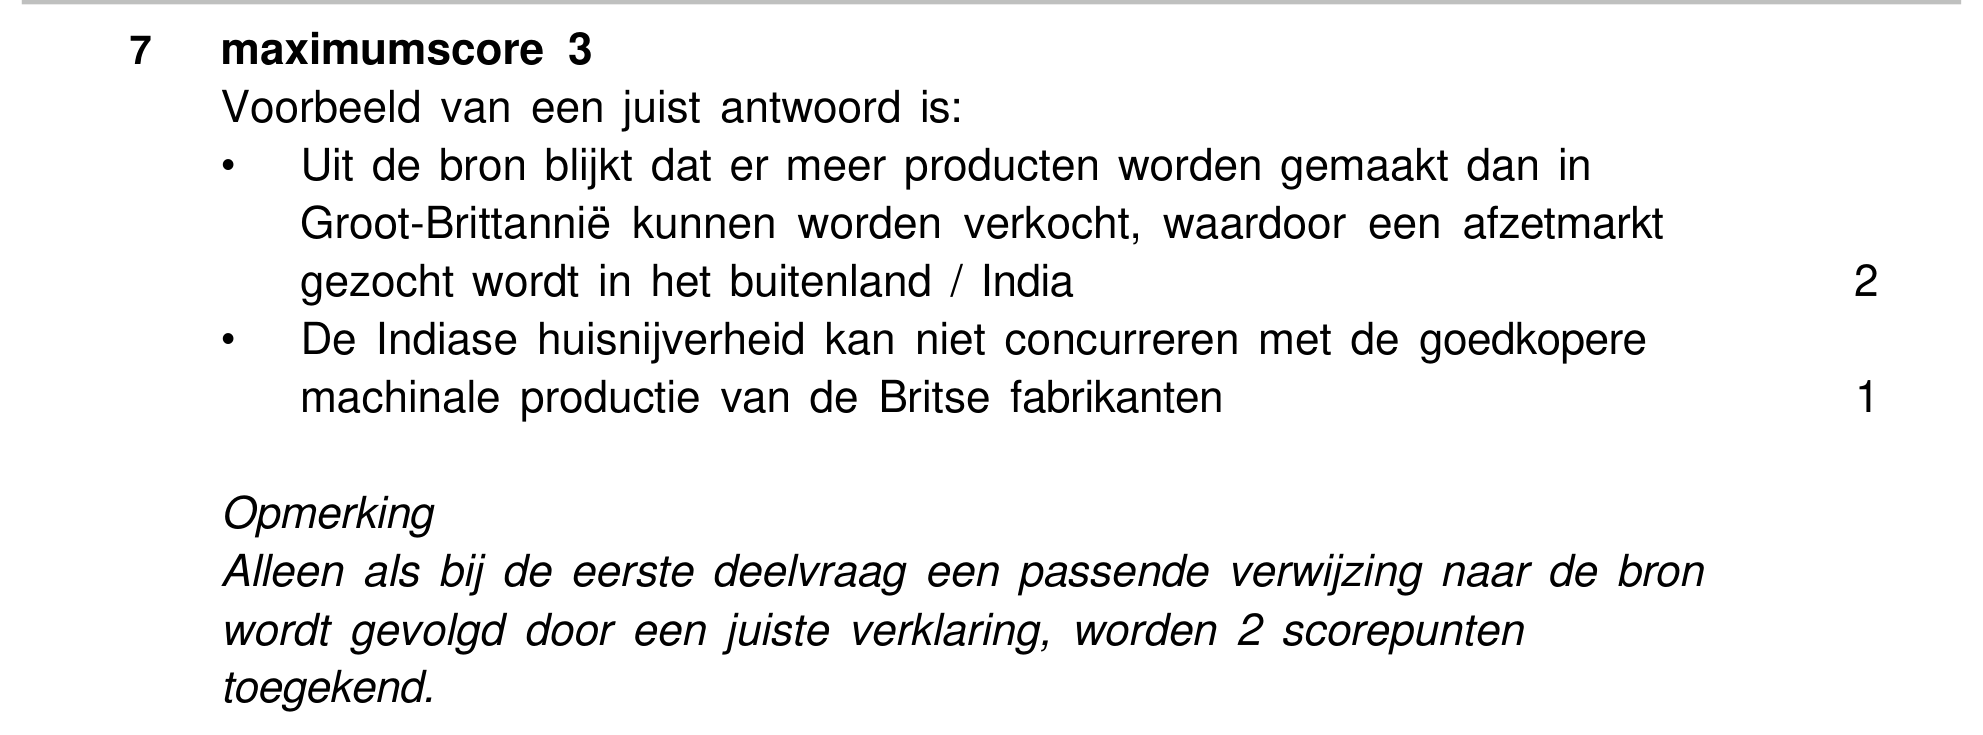 7 maximumscore 3
Voorbeeld van een juist antwoord is:
• Uit de bron blijkt dat er meer producten worden gemaakt dan in
Groot-Brittannië kunnen worden verkocht, waardoor een afzetmarkt
gezocht wordt in het buitenland / India 2
• De Indiase huisnijverheid kan niet concurreren met de goedkopere
machinale productie van de Britse fabrikanten 1
Opmerking
Alleen als bij de eerste deelvraag een passende verwijzing naar de bron
wordt gevolgd door een juiste verklaring, worden 2 scorepunten
toegekend.